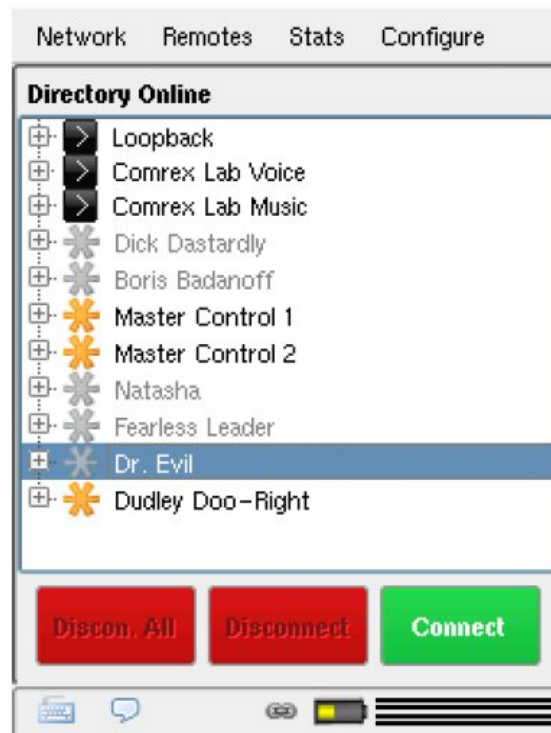 Network Remotes Stats Configure
Directory Online
Loopback
Comrex Lab Voice
Comrex Lab Music
Dick Dastardly
Boris Badanoff
Master Control 1
Master Control 2
Natasha
Fearless Leader
Dr. Evil
Dudley Doo-Right
Discon. All Disconnect Connect